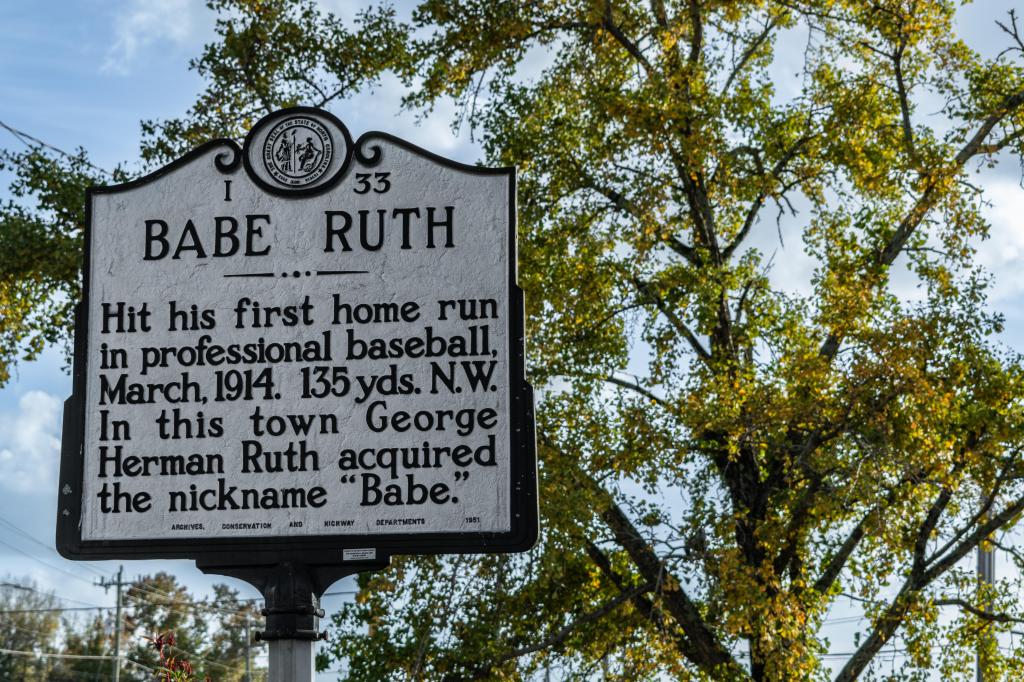 I 33
BABE RUTH
Hit his first home run
in professional baseball,
March, 1914. 135 yds. N.W.
In this town George
Herman Ruth acquired
the nickname “Babe.”
ARCHIVES, CONSERVATION AND HIGHWAY DEPARTMENTS 1951